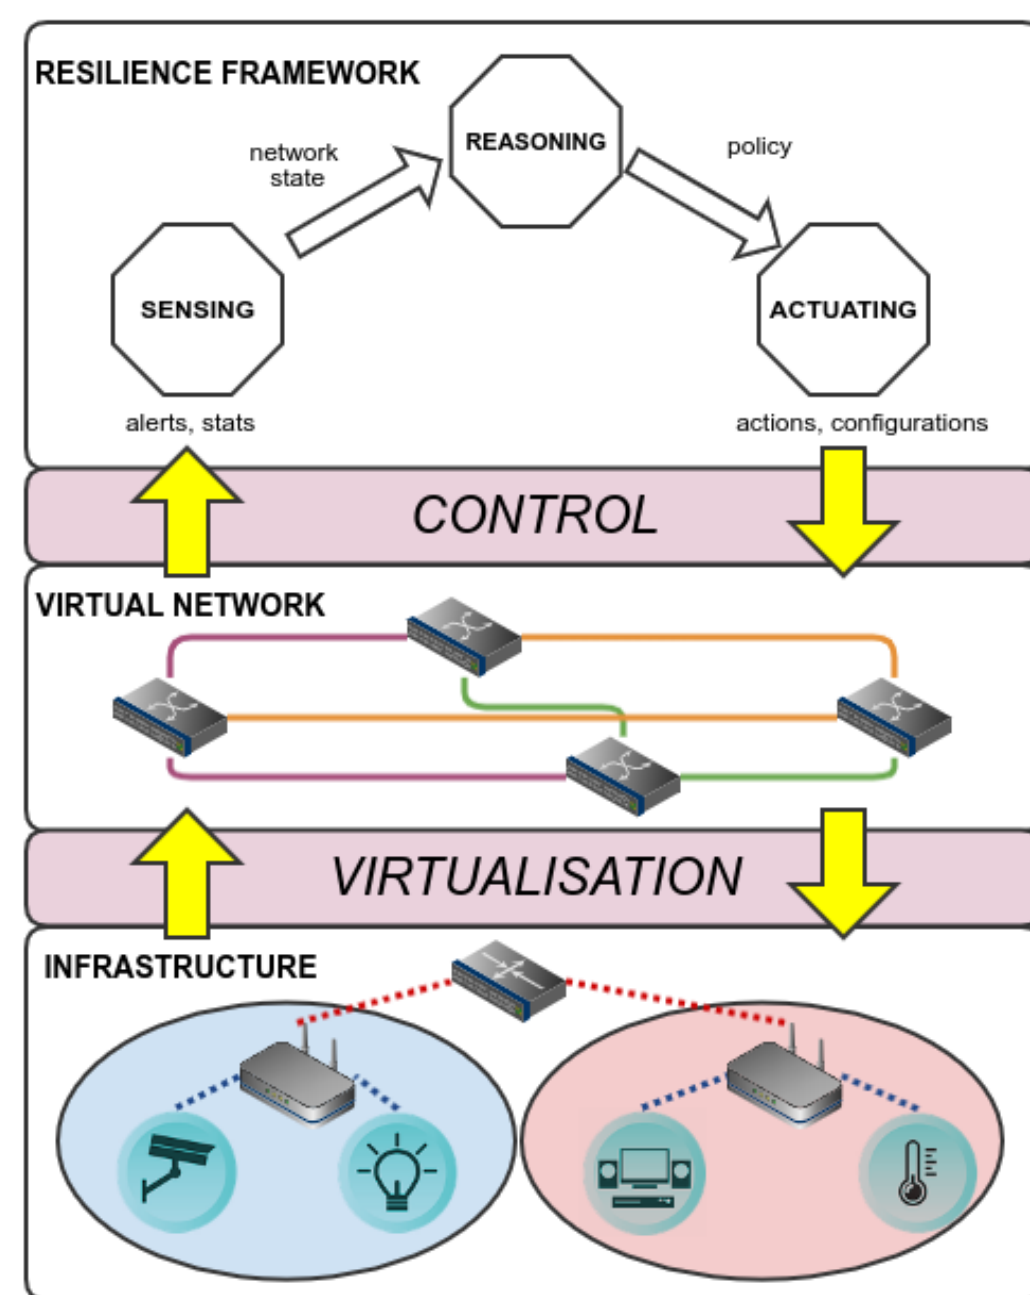 RESILIENCE FRAMEWORK
REASONING
network
state
policy
SENSING
ACTUATING
alerts, stats
actions, configurations
CONTROL
VIRTUAL NETWORK
VIRTUALISATION
INFRASTRUCTURE